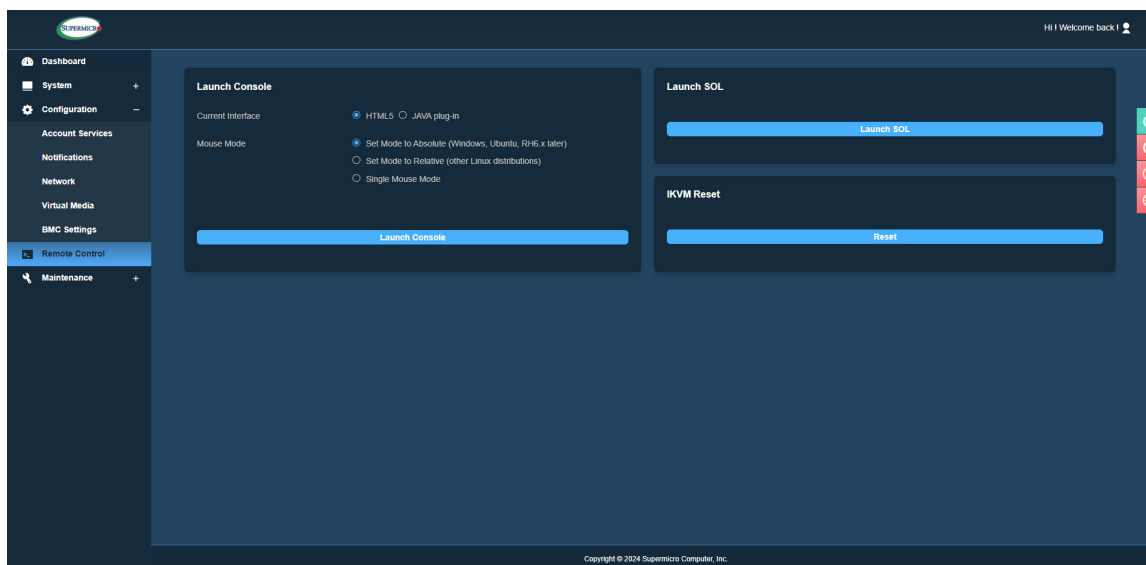 SUPERMICRO
Hi ! Welcome back !
Dashboard
System +
Configuration −
Account Services
Notifications
Network
Virtual Media
BMC Settings
Remote Control
Maintenance +
Launch Console
Current Interface
HTML5 JAVA plug-in
Mouse Mode
Set Mode to Absolute (Windows, Ubuntu, RH6.x later)
Set Mode to Relative (other Linux distributions)
Single Mouse Mode
Launch Console
Launch SOL
Launch SOL
IKVM Reset
Reset
Copyright © 2024 Supermicro Computer, Inc.